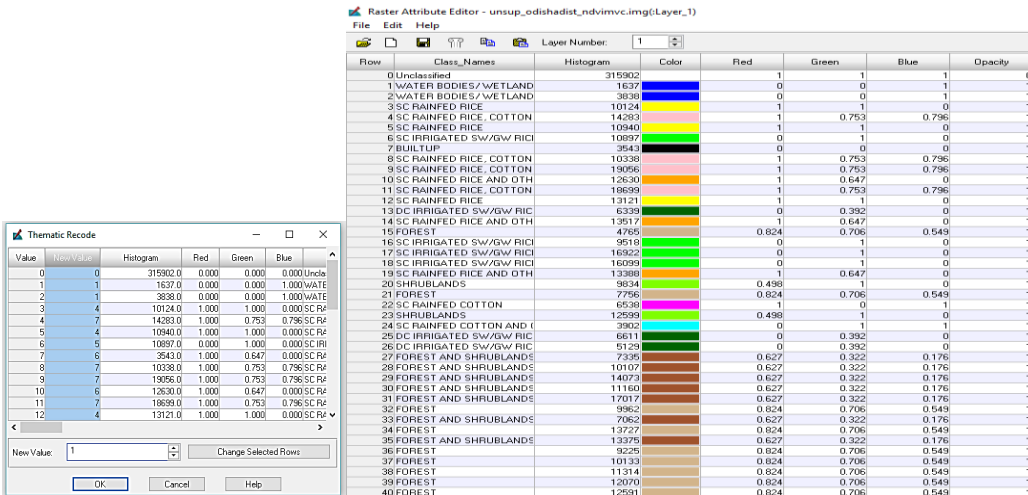 Raster Attribute Editor - unsup_odishadist_ndvimvc.img(:Layer_1)
File Edit Help
Layer Number: 1
Row Class_Names Histogram Color Red Green Blue Opacity
0 Unclassified 315902 1 1 1
1 WATER BODIES/WETLAND 1637 0 0 1
2 WATER BODIES/WETLAND 3838 0 0 1
3 SC RAINFED RICE 10124 1 1 0
4 SC RAINFED RICE, COTTON 14283 1 0.753 0.796
5 SC RAINFED RICE 10940 1 1 0
6 SC IRRIGATED SW/GW RICI 10897 0 1 0
7 BUILTUP 3543 0 0 0
8 SC RAINFED RICE, COTTON 10338 1 0.753 0.796
9 SC RAINFED RICE, COTTON 19056 1 0.753 0.796
10 SC RAINFED RICE AND OTH 12630 1 0.647 0
11 SC RAINFED RICE, COTTON 18699 1 0.753 0.796
12 SC RAINFED RICE 13121 1 1 0
13 DC IRRIGATED SW/GW RIC 6339 0 0.392 0
14 SC RAINFED RICE AND OTH 13517 1 0.647 0
15 FOREST 4765 0.824 0.706 0.549
16 SC IRRIGATED SW/GW RICI 9518 0 1 0
17 SC IRRIGATED SW/GW RICI 16922 0 1 0
18 SC IRRIGATED SW/GW RICI 16099 0 1 0
19 SC RAINFED RICE AND OTH 13388 1 0.647 0
20 SHRUBLANDS 9834 0.498 1 0
21 FOREST 7756 0.824 0.706 0.549
22 SC RAINFED COTTON 6538 1 0 1
23 SHRUBLANDS 12599 0.498 1 0
24 SC RAINFED COTTON AND ( 3902 0 1 1
25 DC IRRIGATED SW/GW RIC 6611 0 0.392 0
26 DC IRRIGATED SW/GW RIC 5129 0 0.392 0
27 FOREST AND SHRUBLANDS 7335 0.627 0.322 0.176
28 FOREST AND SHRUBLANDS 10107 0.627 0.322 0.176
29 FOREST AND SHRUBLANDS 14073 0.627 0.322 0.176
30 FOREST AND SHRUBLANDS 11160 0.627 0.322 0.176
31 FOREST AND SHRUBLANDS 17017 0.627 0.322 0.176
32 FOREST 9962 0.824 0.706 0.549
33 FOREST AND SHRUBLANDS 7062 0.627 0.322 0.176
34 FOREST 13727 0.824 0.706 0.549
35 FOREST AND SHRUBLANDS 13375 0.627 0.322 0.176
36 FOREST 9225 0.824 0.706 0.549
37 FOREST 10133 0.824 0.706 0.549
38 FOREST 11314 0.824 0.706 0.549
39 FOREST 12070 0.824 0.706 0.549
40 FOREST 12591 0.824 0.706 0.549
Thematic Recode
Value New Value Histogram Red Green Blue
0 0 315902.0 0.000 0.000 0.000 Uncla
1 1 1637.0 0.000 0.000 1.000 WATE
2 1 3838.0 0.000 0.000 1.000 WATE
3 4 10124.0 1.000 1.000 0.000 SC RA
4 7 14283.0 1.000 0.753 0.796 SC RA
5 4 10940.0 1.000 1.000 0.000 SC RA
6 5 10897.0 0.000 1.000 0.000 SC IRI
7 6 3543.0 1.000 0.647 0.000 SC RA
8 7 10338.0 1.000 0.753 0.796 SC RA
9 7 19056.0 1.000 0.753 0.796 SC RA
10 6 12630.0 1.000 0.647 0.000 SC RA
11 7 18699.0 1.000 0.753 0.796 SC RA
12 4 13121.0 1.000 1.000 0.000 SC RA
New Value: 1 Change Selected Rows
OK Cancel Help